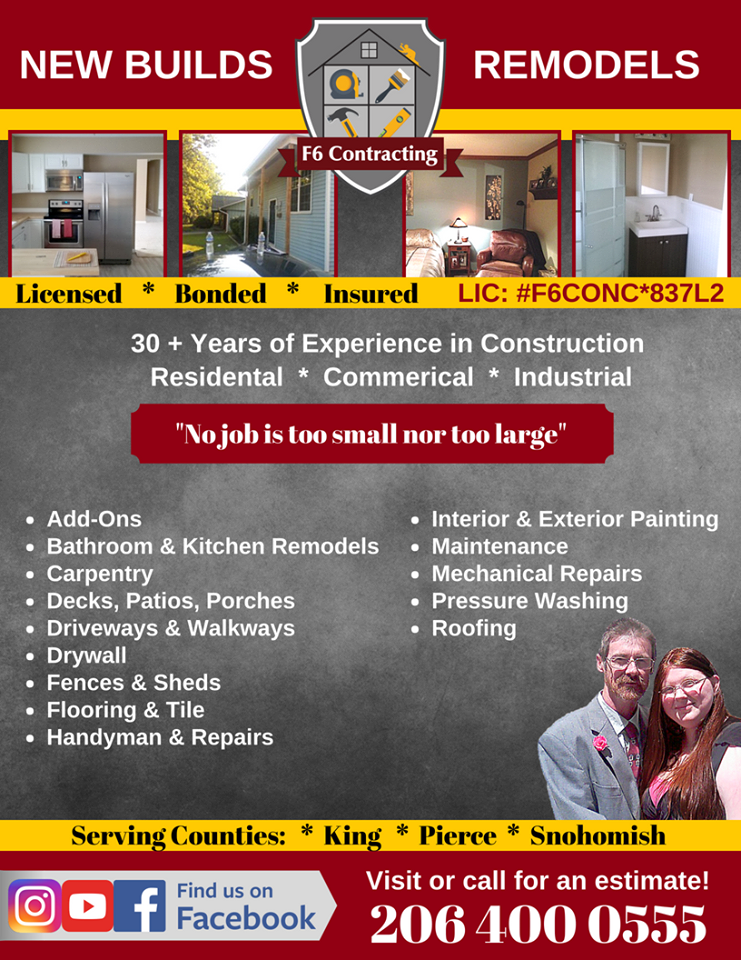 NEW BUILDS
REMODELS
F6 Contracting
Licensed * Bonded * Insured LIC: #F6CONC*837L2
30 + Years of Experience in Construction
Residental * Commerical * Industrial
"No job is too small nor too large"
• Add-Ons
• Bathroom & Kitchen Remodels
• Carpentry
• Decks, Patios, Porches
• Driveways & Walkways
• Drywall
• Fences & Sheds
• Flooring & Tile
• Handyman & Repairs
• Interior & Exterior Painting
• Maintenance
• Mechanical Repairs
• Pressure Washing
• Roofing
Serving Counties: * King * Pierce * Snohomish
Find us on
Facebook
Visit or call for an estimate!
206 400 0555